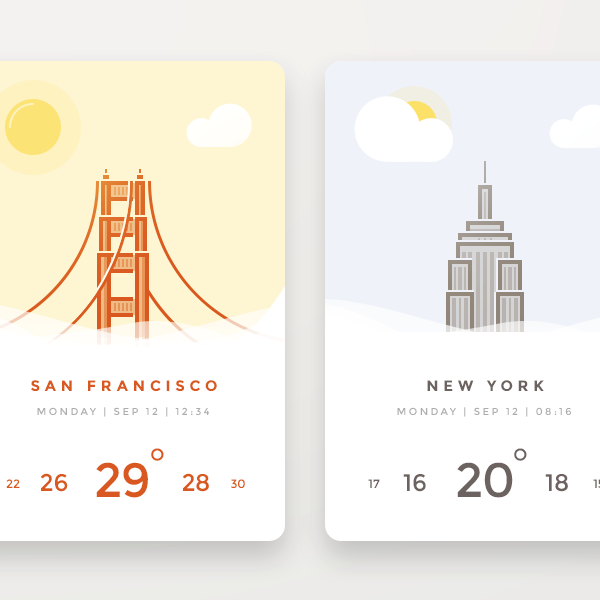 SAN FRANCISCO
MONDAY | SEP 12 | 12:34
22 26 29° 28 30
NEW YORK
MONDAY | SEP 12 | 08:16
17 16 20° 18